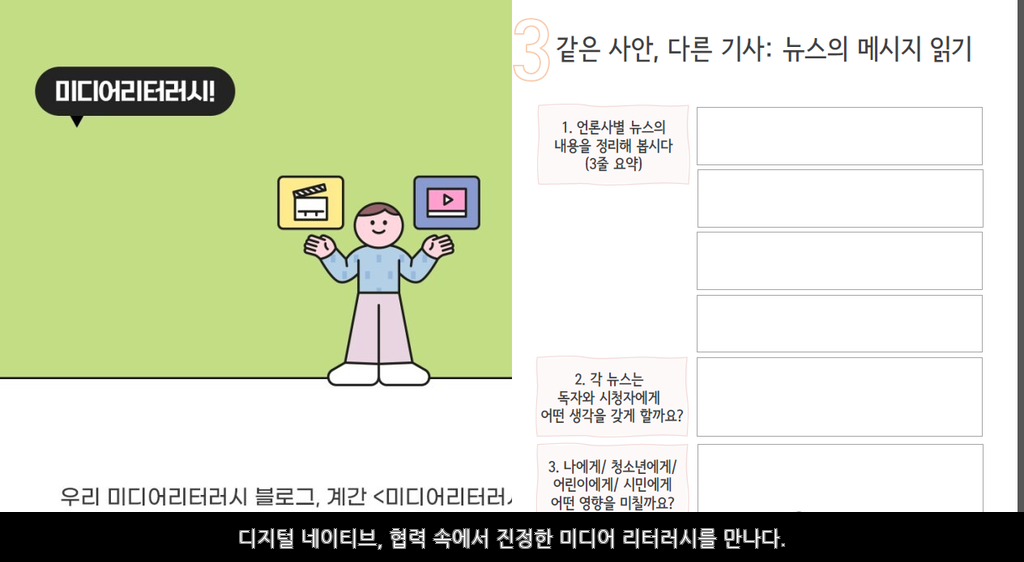 미디어리터러시!
우리 미디어리터러시 블로그, 계간 <미디어리터러
3 같은 사안, 다른 기사: 뉴스의 메시지 읽기
1. 언론사별 뉴스의
내용을 정리해 봅시다
(3줄 요약)
2. 각 뉴스는
독자와 시청자에게
어떤 생각을 갖게 할까요?
3. 나에게/ 청소년에게/
어린이에게/ 시민에게
어떤 영향을 미칠까요?
디지털 네이티브, 협력 속에서 진정한 미디어 리터러시를 만나다.